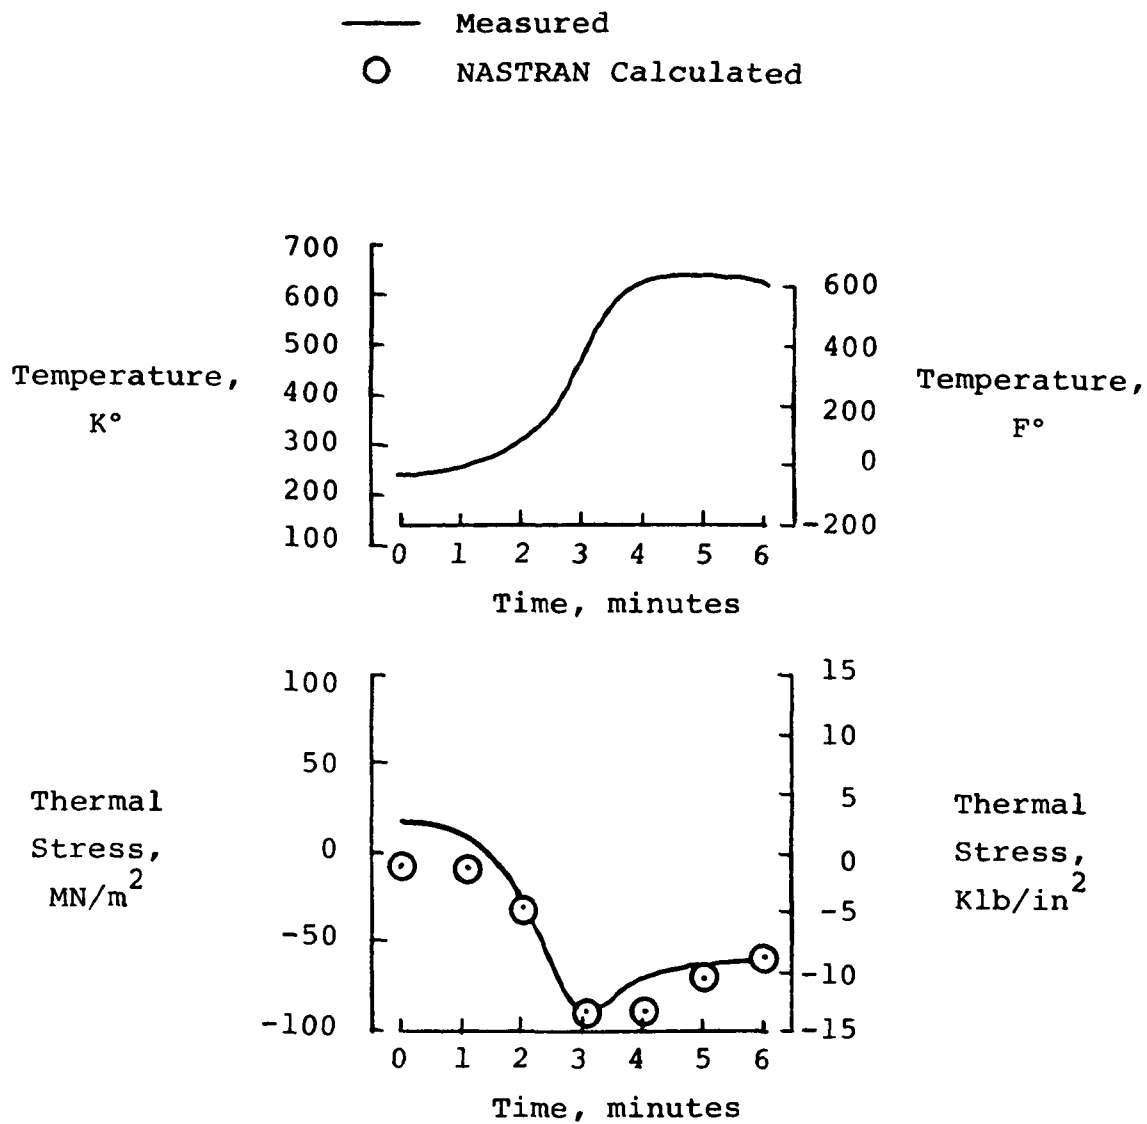 Measured
NASTRAN Calculated
700
600
500
400
300
200
100
Temperature,
K°
600
400
200
0
-200
Temperature,
F°
0 1 2 3 4 5 6
Time, minutes
100
50
0
-50
-100
Thermal
Stress,
MN/m²
15
10
5
0
-5
-10
-15
Thermal
Stress,
Klb/in²
0 1 2 3 4 5 6
Time, minutes